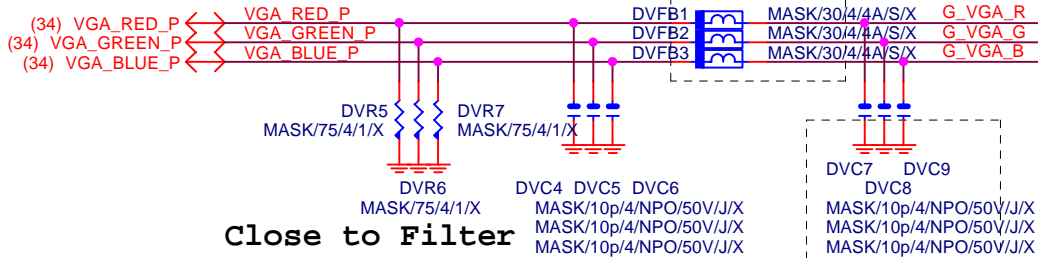 (34) VGA_RED_P VGA_RED_P DVFB1 MASK/30/4/4A/S/X G_VGA_R
(34) VGA_GREEN_P VGA_GREEN_P DVFB2 MASK/30/4/4A/S/X G_VGA_G
(34) VGA_BLUE_P VGA_BLUE_P DVFB3 MASK/30/4/4A/S/X G_VGA_B
DVR5 DVR7
MASK/75/4/1/X MASK/75/4/1/X
DVC7 DVC9
DVR6 DVC4 DVC5 DVC6 DVC8
MASK/75/4/1/X MASK/10p/4/NPO/50V/J/X MASK/10p/4/NPO/50V/J/X
MASK/10p/4/NPO/50V/J/X MASK/10p/4/NPO/50V/J/X
Close to Filter MASK/10p/4/NPO/50V/J/X MASK/10p/4/NPO/50V/J/X